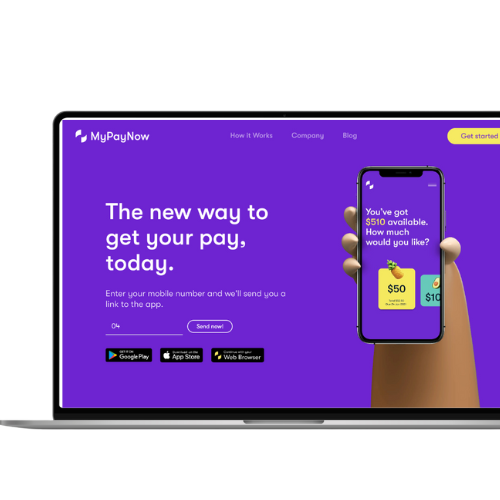 MyPayNow
How It Works
Company
Blog
Get started
The new way to
get your pay,
today.
Enter your mobile number and we'll send you a
link to the app.
04
Send now!
GET IT ON
Google Play
Download on the
App Store
Continue with your
Web Browser
You've got
$510 available.
How much
would you like?
$50
$10